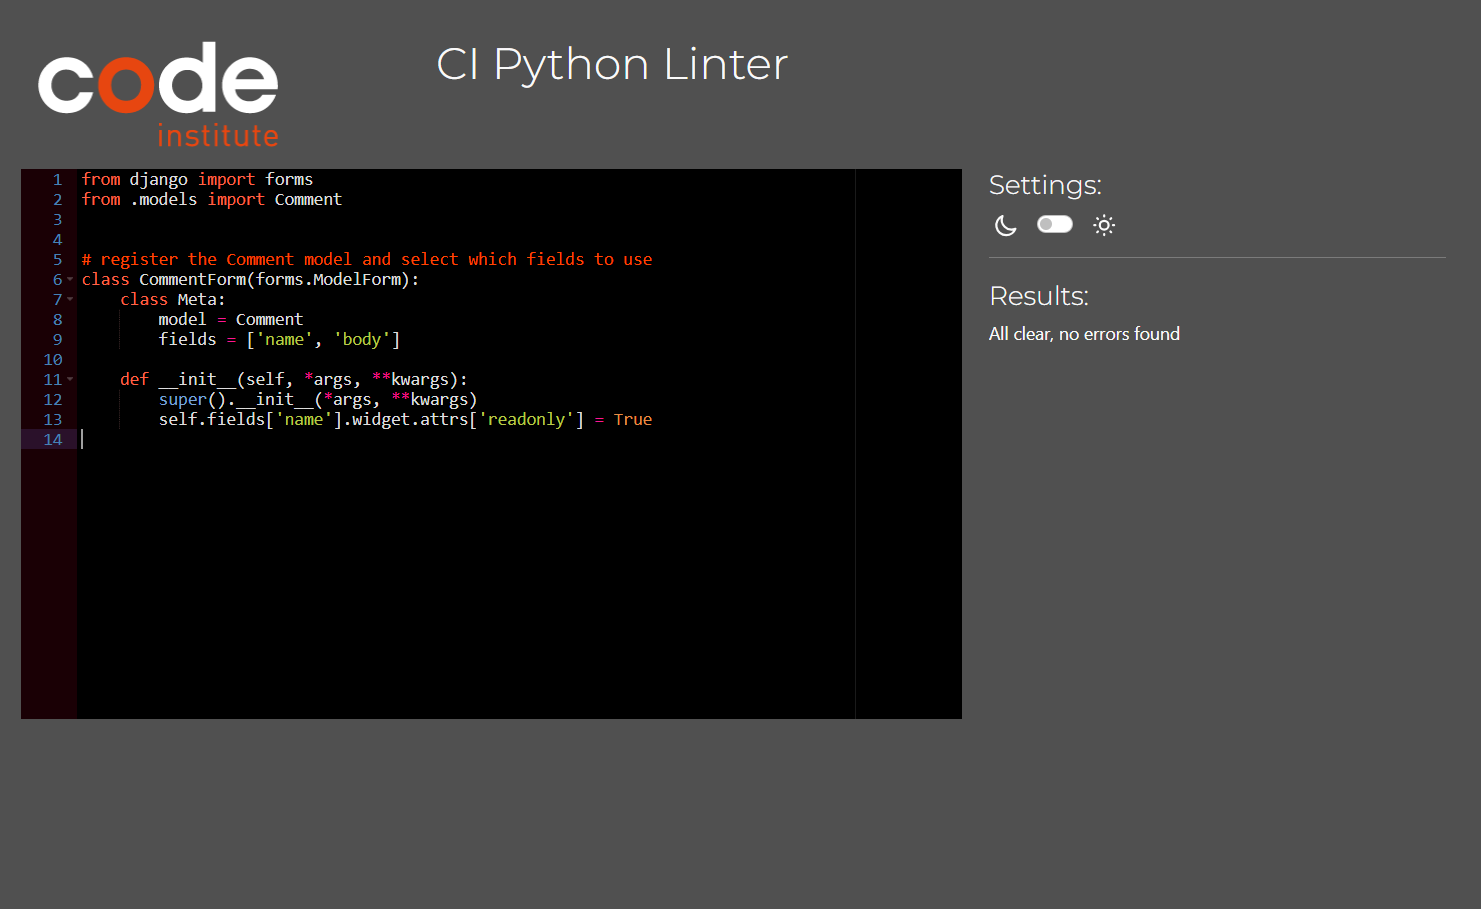 code
institute
CI Python Linter
1 from django import forms
2 from .models import Comment
3
4
5 # register the Comment model and select which fields to use
6 class CommentForm(forms.ModelForm):
7     class Meta:
8         model = Comment
9         fields = ['name', 'body']
10
11     def __init__(self, *args, **kwargs):
12         super().__init__(*args, **kwargs)
13         self.fields['name'].widget.attrs['readonly'] = True
14
Settings:
Results:
All clear, no errors found